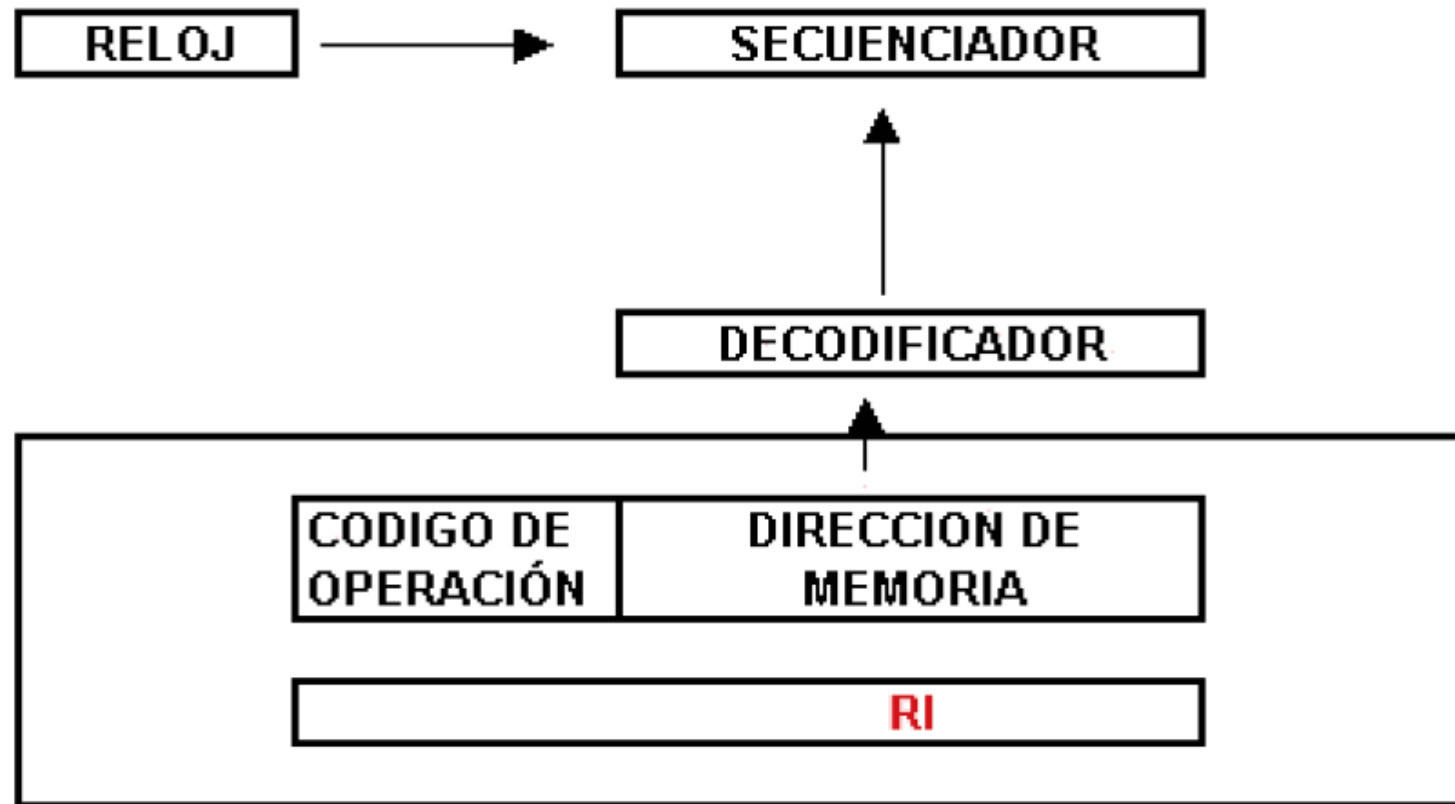 RELOJ
SECUENCIADOR
DECODIFICADOR
CODIGO DE
OPERACIÓN
DIRECCION DE
MEMORIA
RI